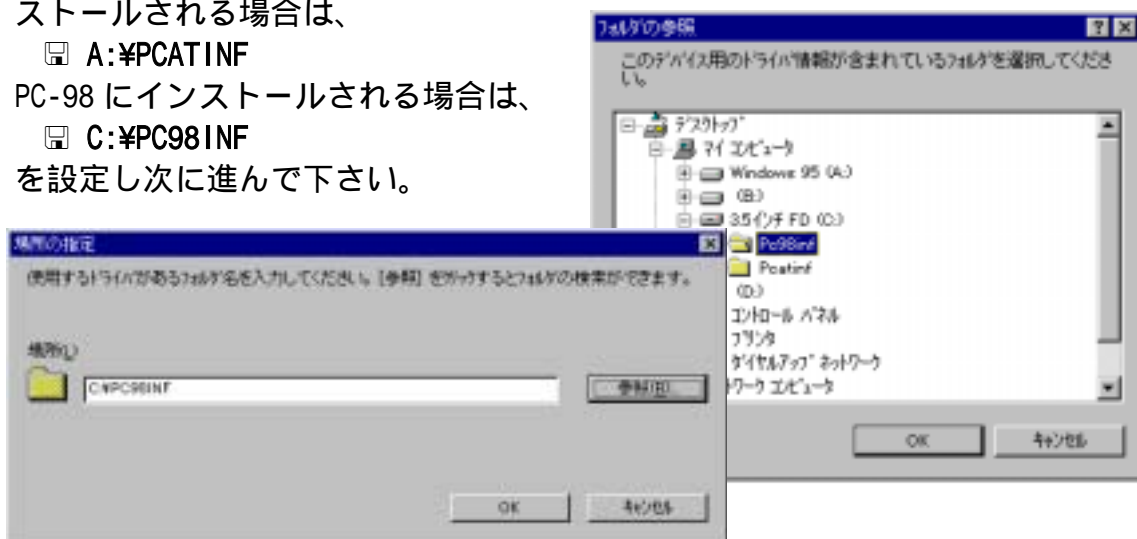 ストールされる場合は、
A:¥PCATINF
PC-98 にインストールされる場合は、
C:¥PC98INF
を設定し次に進んで下さい。
フォルダの参照
このデバイス用のドライバ情報が含まれているフォルダを選択してください。
デスクトップ
マイ コンピュータ
Windows 95 (A:)
(B:)
3.5インチ FD (C:)
Pc98inf
Pcatinf
(D:)
コントロール パネル
プリンタ
ダイヤルアップ ネットワーク
トワーク コンピュータ
OK
キャンセル
場所の指定
使用するドライバがあるフォルダ名を入力してください。[参照] をクリックするとフォルダの検索ができます。
場所(L)
C:¥PC98INF
参照(R)...
OK
キャンセル